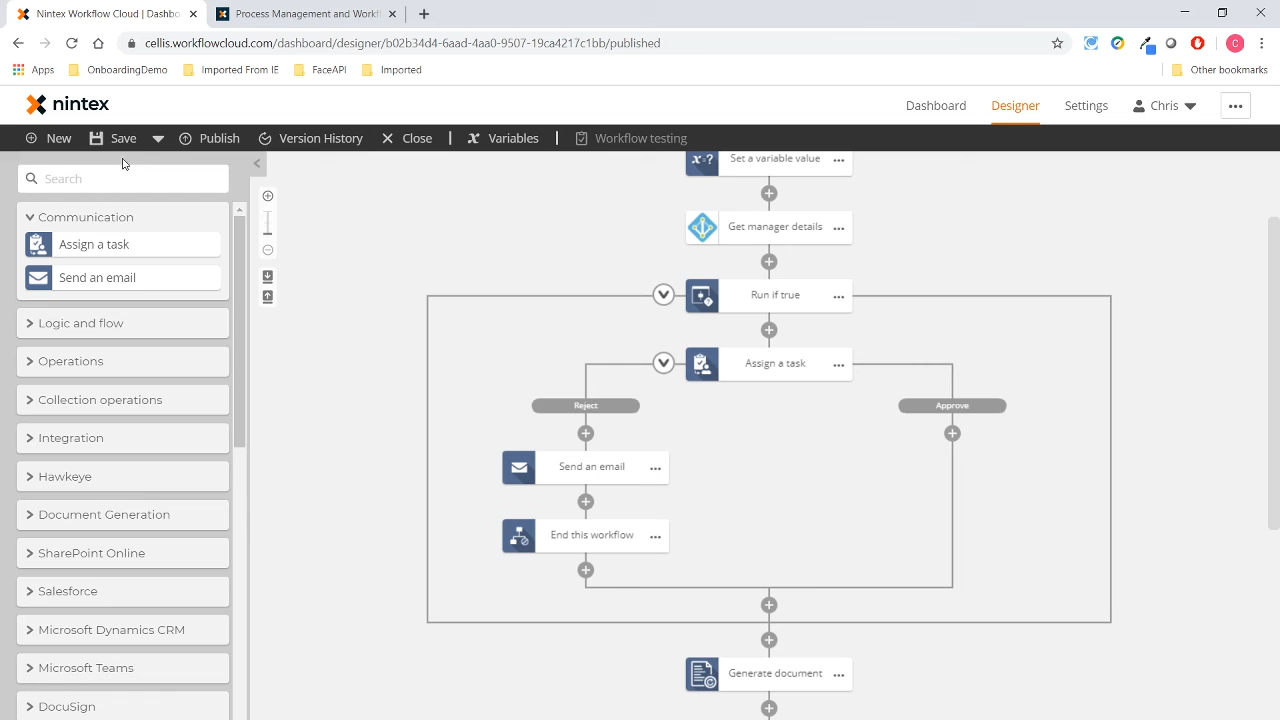 Nintex Workflow Cloud | Dashbo
Process Management and Workfl
cellis.workflowcloud.com/dashboard/designer/b02b34d4-6aad-4aa0-9507-19ca4217c1bb/published
C
Apps
OnboardingDemo
Imported From IE
FaceAPI
Imported
Other bookmarks
nintex
Dashboard
Designer
Settings
Chris
New
Save
Publish
Version History
Close
Variables
Workflow testing
Search
Communication
Assign a task
Send an email
Logic and flow
Operations
Collection operations
Integration
Hawkeye
Document Generation
SharePoint Online
Salesforce
Microsoft Dynamics CRM
Microsoft Teams
DocuSign
x=? Set a variable value
Get manager details
Run if true
Assign a task
Reject
Approve
Send an email
End this workflow
Generate document